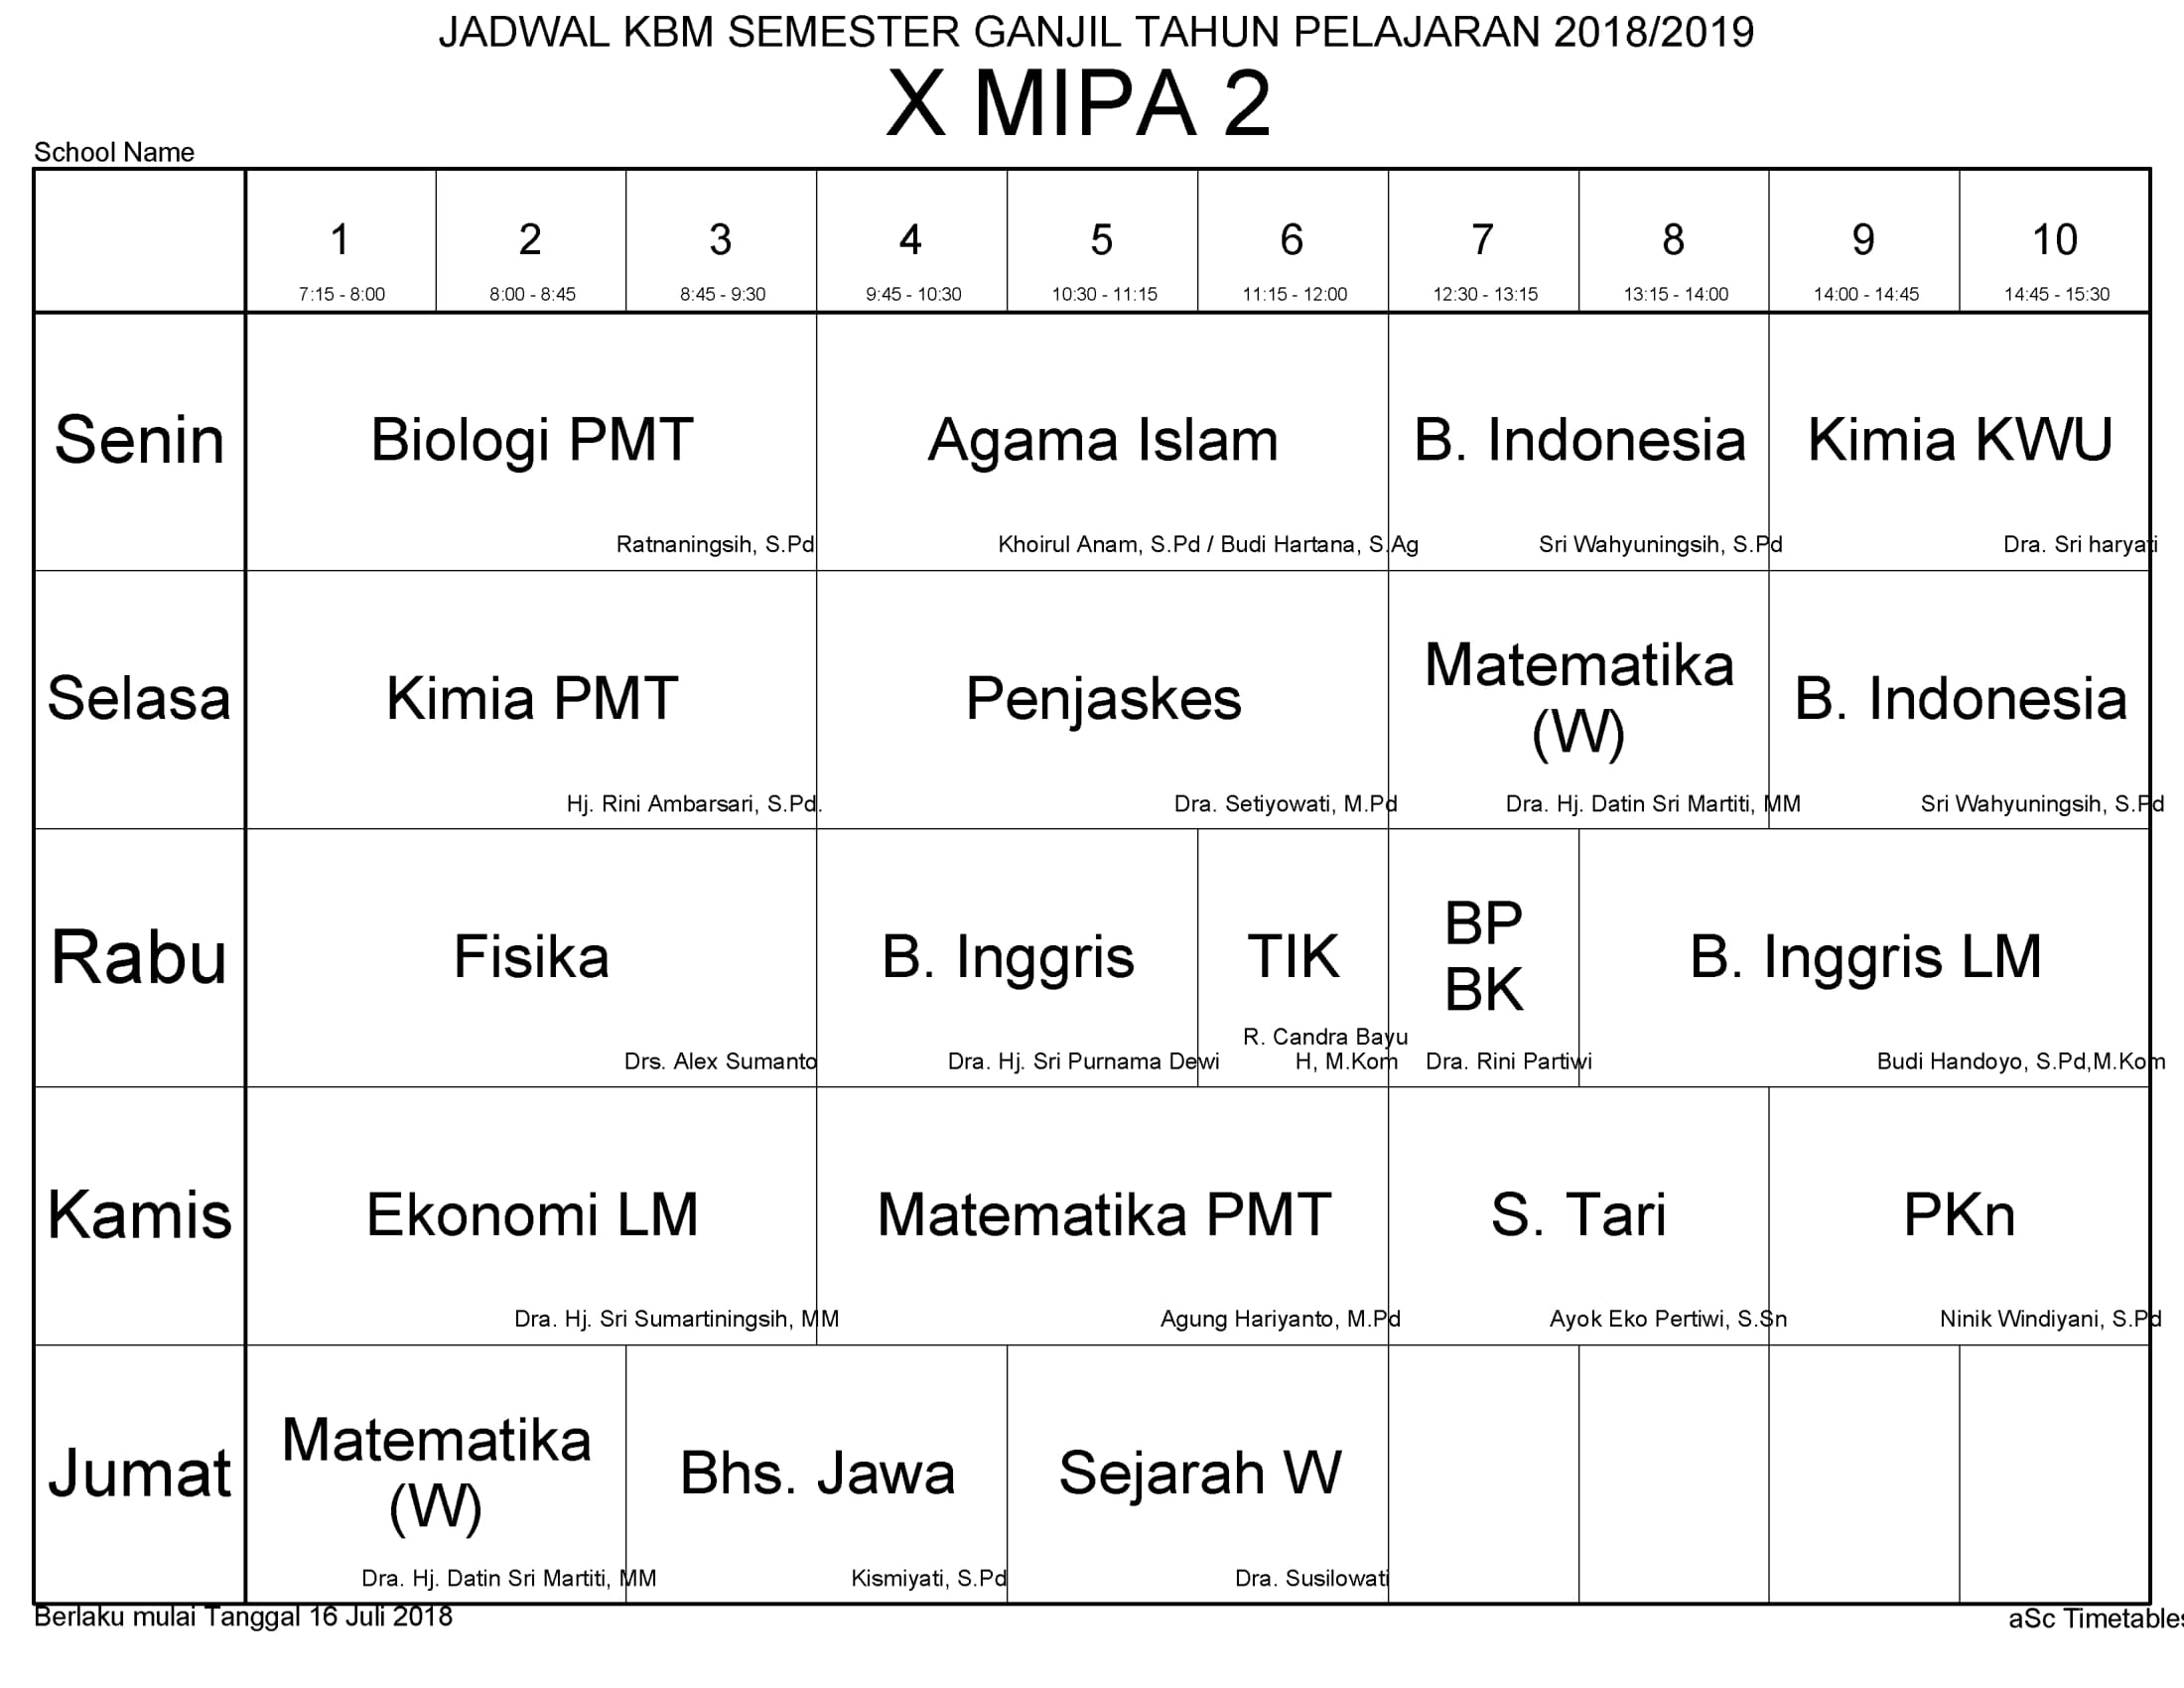 JADWAL KBM SEMESTER GANJIL TAHUN PELAJARAN 2018/2019
X MIPA 2
School Name
1 2 3 4 5 6 7 8 9 10
7:15 - 8:00 8:00 - 8:45 8:45 - 9:30 9:45 - 10:30 10:30 - 11:15 11:15 - 12:00 12:30 - 13:15 13:15 - 14:00 14:00 - 14:45 14:45 - 15:30
Senin Biologi PMT Agama Islam B. Indonesia Kimia KWU
Ratnaningsih, S.Pd Khoirul Anam, S.Pd / Budi Hartana, S.Ag Sri Wahyuningsih, S.Pd Dra. Sri haryati
Selasa Kimia PMT Penjaskes Matematika
(W) B. Indonesia
Hj. Rini Ambarsari, S.Pd. Dra. Setiyowati, M.Pd Dra. Hj. Datin Sri Martiti, MM Sri Wahyuningsih, S.Pd
Rabu Fisika B. Inggris TIK BP
BK B. Inggris LM
Drs. Alex Sumanto Dra. Hj. Sri Purnama Dewi R. Candra Bayu
H, M.Kom Dra. Rini Partiwi Budi Handoyo, S.Pd,M.Kom
Kamis Ekonomi LM Matematika PMT S. Tari PKn
Dra. Hj. Sri Sumartiningsih, MM Agung Hariyanto, M.Pd Ayok Eko Pertiwi, S.Sn Ninik Windiyani, S.Pd
Jumat Matematika
(W) Bhs. Jawa Sejarah W
Dra. Hj. Datin Sri Martiti, MM Kismiyati, S.Pd Dra. Susilowati
Berlaku mulai Tanggal 16 Juli 2018 aSc Timetables